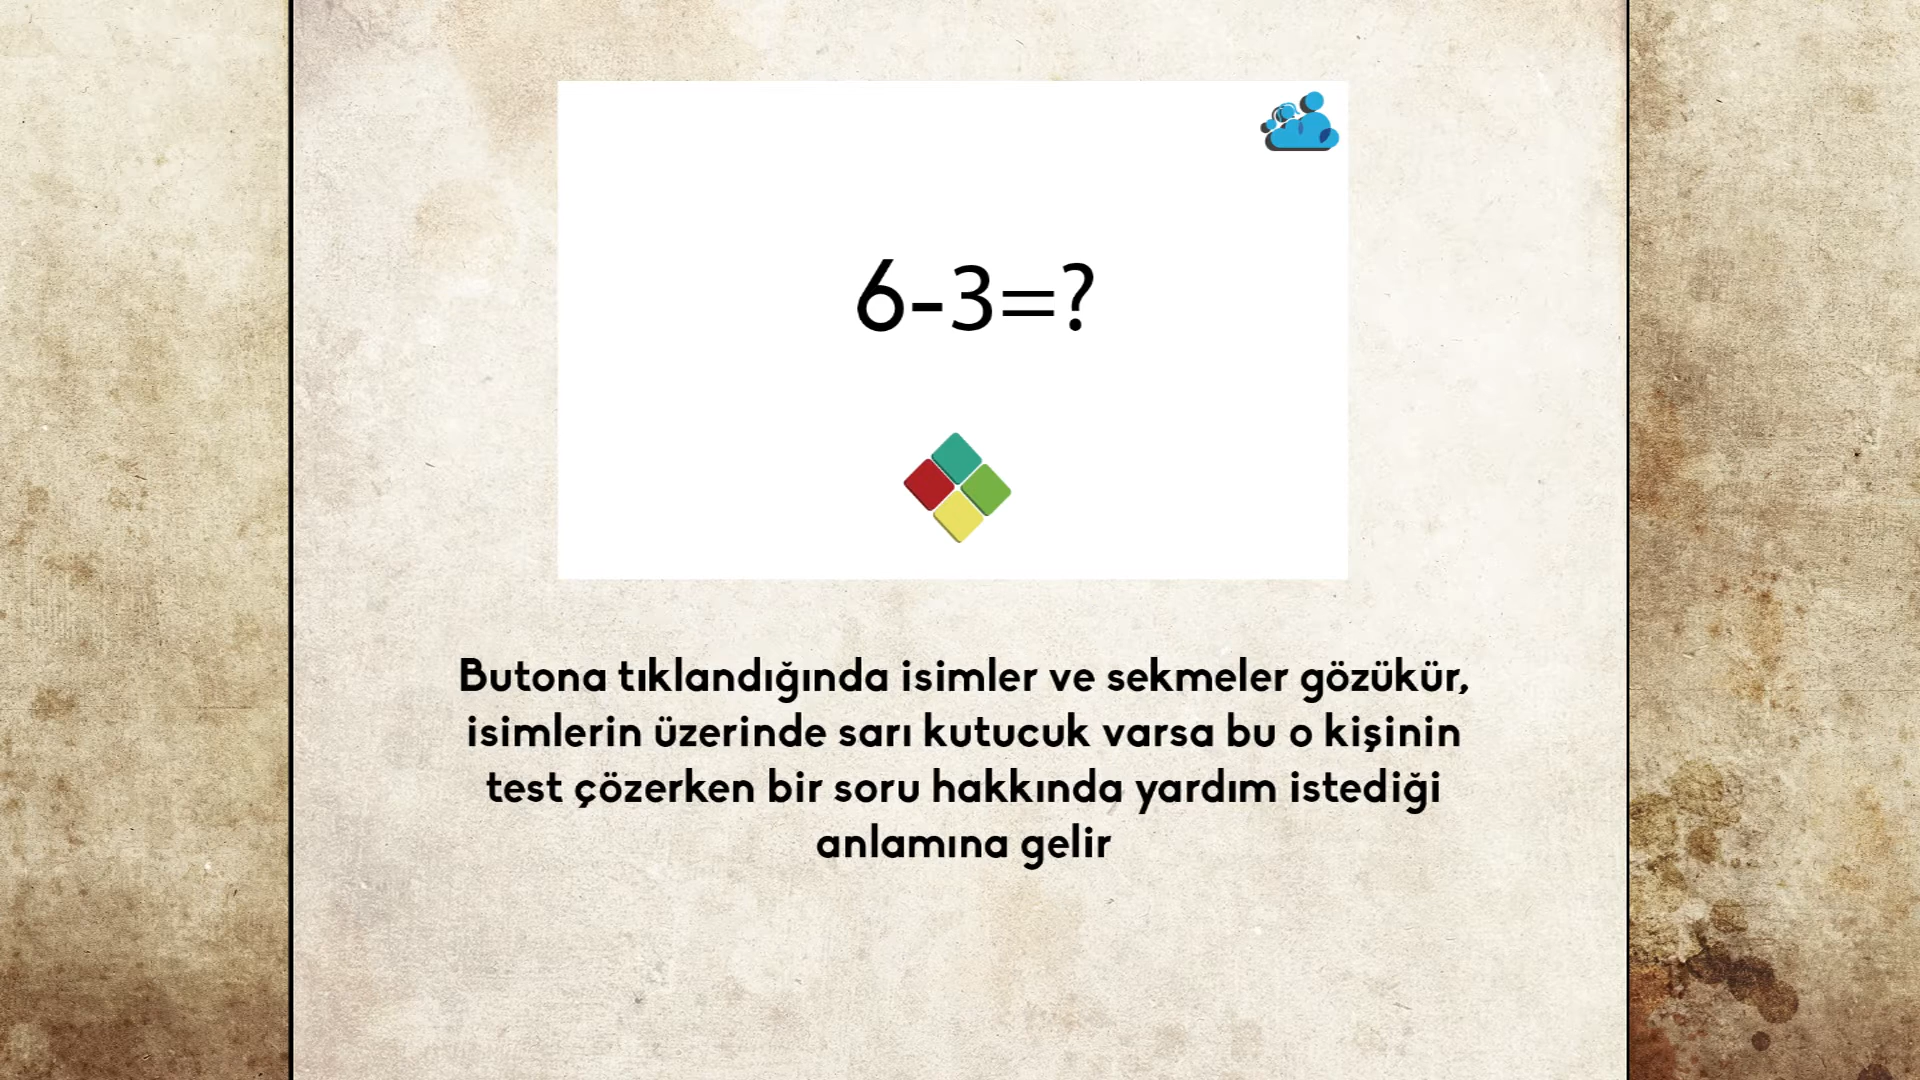 6-3=?
Butona tıklandığında isimler ve sekmeler gözükür,
isimlerin üzerinde sarı kutucuk varsa bu o kişinin
test çözerken bir soru hakkında yardım istediği
anlamına gelir